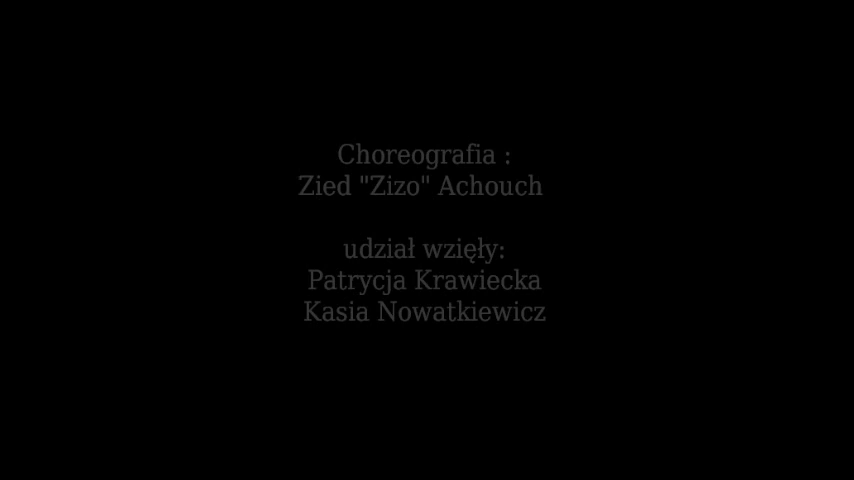 Choreografia :
Zied "Zizo" Achouch
udział wzięły:
Patrycja Krawiecka
Kasia Nowatkiewicz